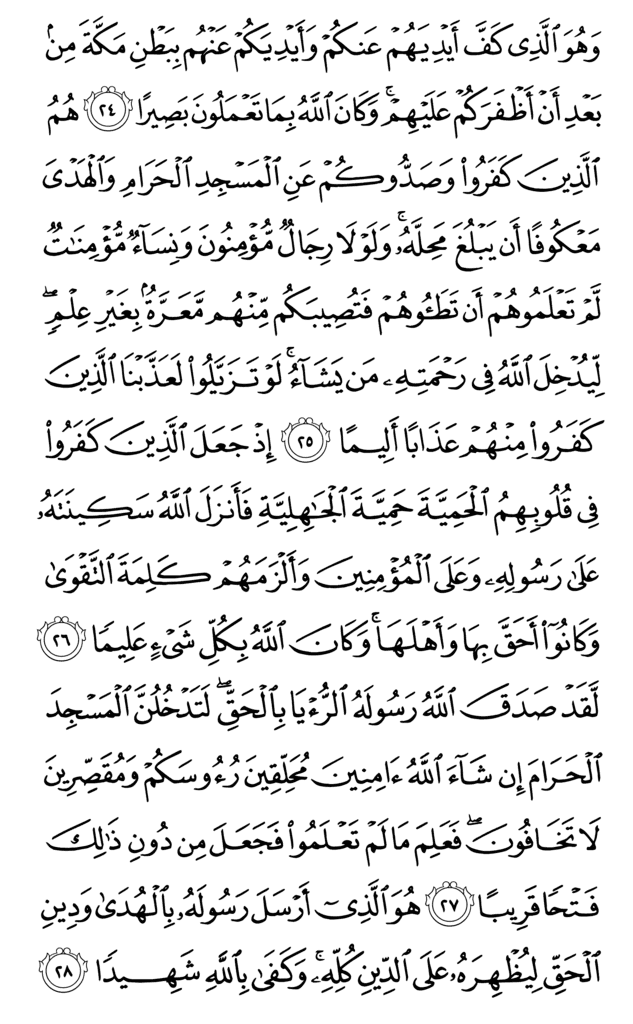 وَهُوَ ٱلَّذِى كَفَّ أَيْدِيَهُمْ عَنكُمْ وَأَيْدِيَكُمْ عَنْهُم بِبَطْنِ مَكَّةَ مِنۢ
بَعْدِ أَنْ أَظْفَرَكُمْ عَلَيْهِمْ ۚ وَكَانَ ٱللَّهُ بِمَا تَعْمَلُونَ بَصِيرًا ٢٤ هُمُ
ٱلَّذِينَ كَفَرُوا۟ وَصَدُّوكُمْ عَنِ ٱلْمَسْجِدِ ٱلْحَرَامِ وَٱلْهَدْىَ
مَعْكُوفًا أَن يَبْلُغَ مَحِلَّهُۥ ۚ وَلَوْلَا رِجَالٌ مُّؤْمِنُونَ وَنِسَآءٌ مُّؤْمِنَـٰتٌ
لَّمْ تَعْلَمُوهُمْ أَن تَطَـُٔوهُمْ فَتُصِيبَكُم مِّنْهُم مَّعَرَّةٌۢ بِغَيْرِ عِلْمٍ ۖ
لِّيُدْخِلَ ٱللَّهُ فِى رَحْمَتِهِۦ مَن يَشَآءُ ۚ لَوْ تَزَيَّلُوا۟ لَعَذَّبْنَا ٱلَّذِينَ
كَفَرُوا۟ مِنْهُمْ عَذَابًا أَلِيمًا ٢٥ إِذْ جَعَلَ ٱلَّذِينَ كَفَرُوا۟
فِى قُلُوبِهِمُ ٱلْحَمِيَّةَ حَمِيَّةَ ٱلْجَـٰهِلِيَّةِ فَأَنزَلَ ٱللَّهُ سَكِينَتَهُۥ
عَلَىٰ رَسُولِهِۦ وَعَلَى ٱلْمُؤْمِنِينَ وَأَلْزَمَهُمْ كَلِمَةَ ٱلتَّقْوَىٰ
وَكَانُوٓا۟ أَحَقَّ بِهَا وَأَهْلَهَا ۚ وَكَانَ ٱللَّهُ بِكُلِّ شَىْءٍ عَلِيمًا ٢٦
لَّقَدْ صَدَقَ ٱللَّهُ رَسُولَهُ ٱلرُّءْيَا بِٱلْحَقِّ ۖ لَتَدْخُلُنَّ ٱلْمَسْجِدَ
ٱلْحَرَامَ إِن شَآءَ ٱللَّهُ ءَامِنِينَ مُحَلِّقِينَ رُءُوسَكُمْ وَمُقَصِّرِينَ
لَا تَخَافُونَ ۖ فَعَلِمَ مَا لَمْ تَعْلَمُوا۟ فَجَعَلَ مِن دُونِ ذَٰلِكَ
فَتْحًا قَرِيبًا ٢٧ هُوَ ٱلَّذِىٓ أَرْسَلَ رَسُولَهُۥ بِٱلْهُدَىٰ وَدِينِ
ٱلْحَقِّ لِيُظْهِرَهُۥ عَلَى ٱلدِّينِ كُلِّهِۦ ۚ وَكَفَىٰ بِٱللَّهِ شَهِيدًا ٢٨